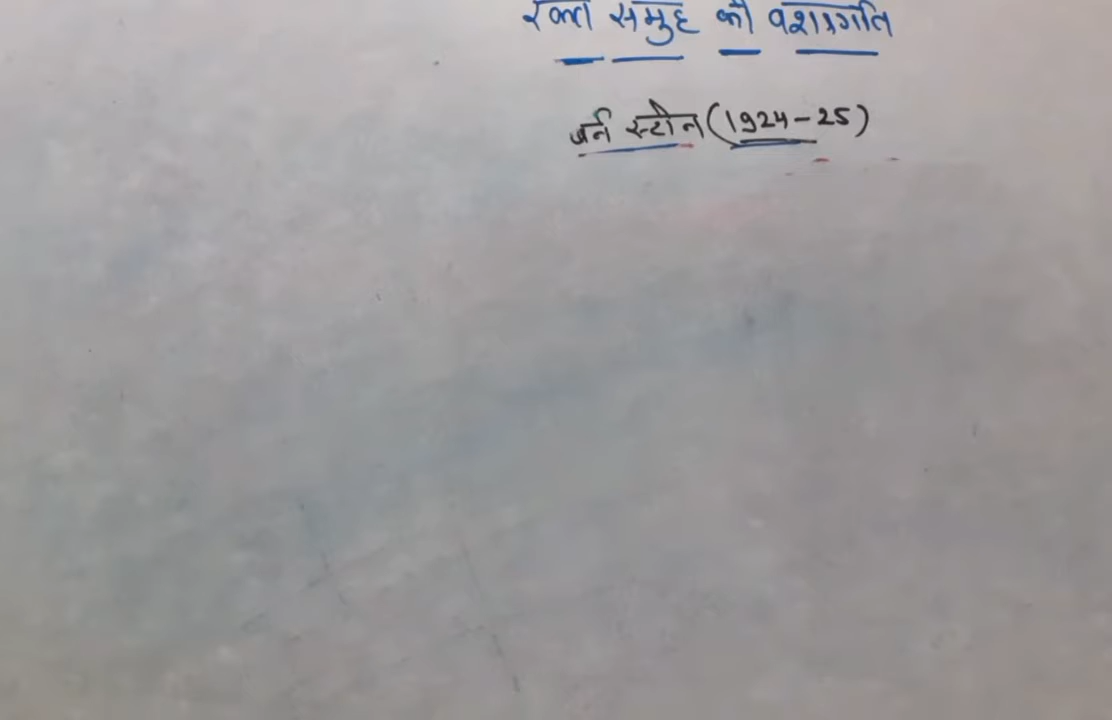 रक्त समुह की वंशागति
बर्न स्टीन (1924-25)